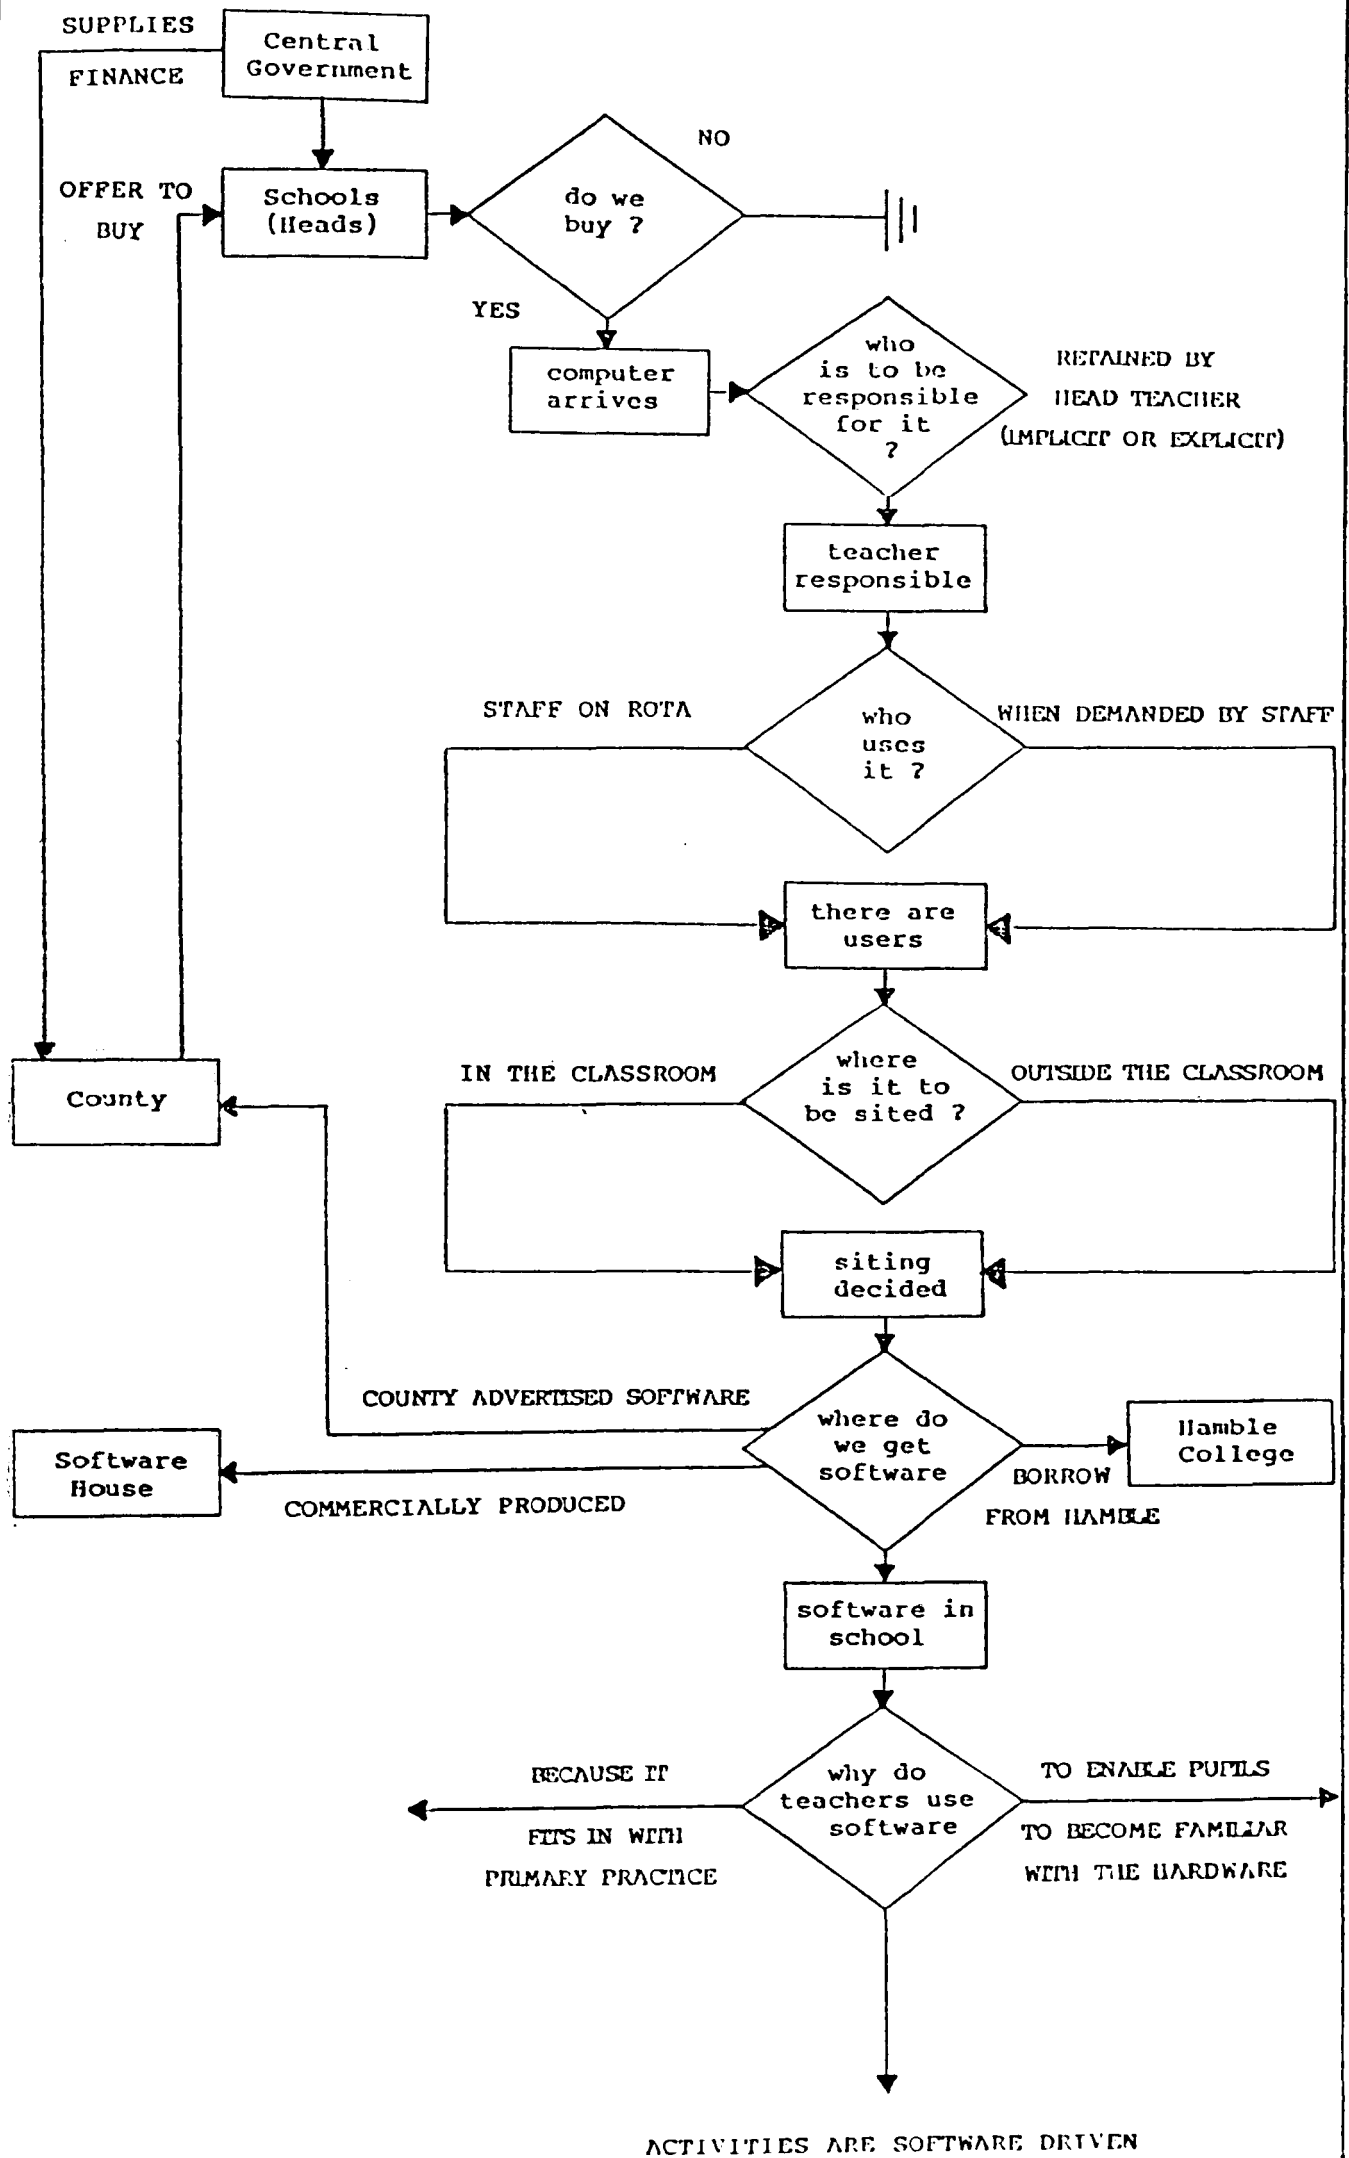 SUPPLIES
FINANCE
Central
Government
OFFER TO
BUY
Schools
(Heads)
do we
buy ?
NO
YES
computer
arrives
who
is to be
responsible
for it
?
RETAINED BY
HEAD TEACHER
(IMPLICIT OR EXPLICIT)
teacher
responsible
STAFF ON ROTA
who
uses
it ?
WHEN DEMANDED BY STAFF
there are
users
County
IN THE CLASSROOM
where
is it to
be sited ?
OUTSIDE THE CLASSROOM
siting
decided
COUNTY ADVERTISED SOFTWARE
where do
we get
software
Hamble
College
Software
House
COMMERCIALLY PRODUCED
BORROW
FROM HAMBLE
software in
school
BECAUSE IT
FITS IN WITH
PRIMARY PRACTICE
why do
teachers use
software
TO ENABLE PUPILS
TO BECOME FAMILIAR
WITH THE HARDWARE
ACTIVITIES ARE SOFTWARE DRIVEN